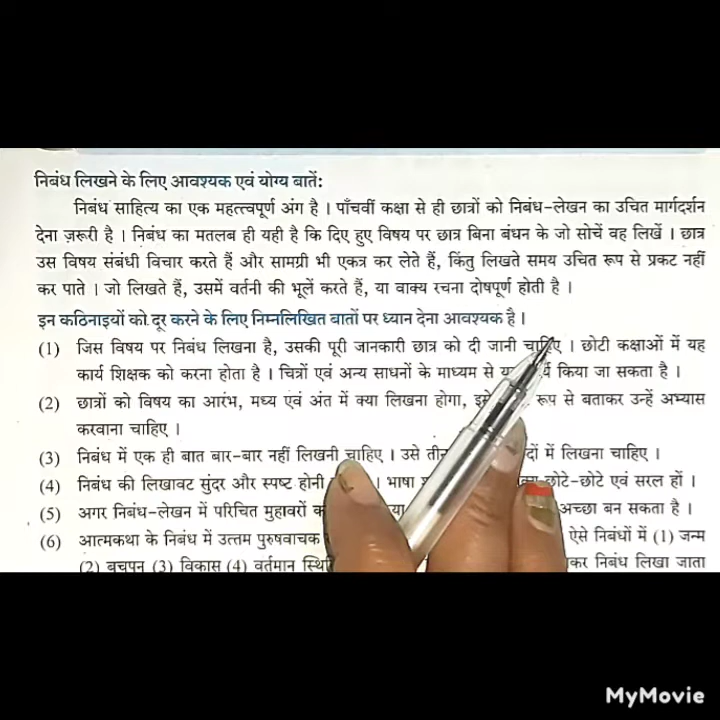 निबंध लिखने के लिए आवश्यक एवं योग्य बातें:
निबंध साहित्य का एक महत्त्वपूर्ण अंग है । पाँचवीं कक्षा से ही छात्रों को निबंध-लेखन का उचित मार्गदर्शन
देना ज़रूरी है । निबंध का मतलब ही यही है कि दिए हुए विषय पर छात्र बिना बंधन के जो सोचें वह लिखें । छात्र
उस विषय संबंधी विचार करते हैं और सामग्री भी एकत्र कर लेते हैं, किंतु लिखते समय उचित रूप से प्रकट नहीं
कर पाते । जो लिखते हैं, उसमें वर्तनी की भूलें करते हैं, या वाक्य रचना दोषपूर्ण होती है ।
इन कठिनाइयों को दूर करने के लिए निम्नलिखित बातों पर ध्यान देना आवश्यक है ।
(1) जिस विषय पर निबंध लिखना है, उसकी पूरी जानकारी छात्र को दी जानी चाहिए । छोटी कक्षाओं में यह
कार्य शिक्षक को करना होता है । चित्रों एवं अन्य साधनों के माध्यम से किया जा सकता है ।
(2) छात्रों को विषय का आरंभ, मध्य एवं अंत में क्या लिखना होगा, रूप से बताकर उन्हें अभ्यास
करवाना चाहिए ।
(3) निबंध में एक ही बात बार-बार नहीं लिखनी चाहिए । उसे में लिखना चाहिए ।
(4) निबंध की लिखावट सुंदर और स्पष्ट होनी । भाषा छोटे-छोटे एवं सरल हों ।
(5) अगर निबंध-लेखन में परिचित मुहावरों अच्छा बन सकता है ।
(6) आत्मकथा के निबंध में उत्तम पुरुषवाचक ऐसे निबंधों में (1) जन्म
(2) बचपन (3) विकास (4) वर्तमान निबंध लिखा जाता
MyMovie